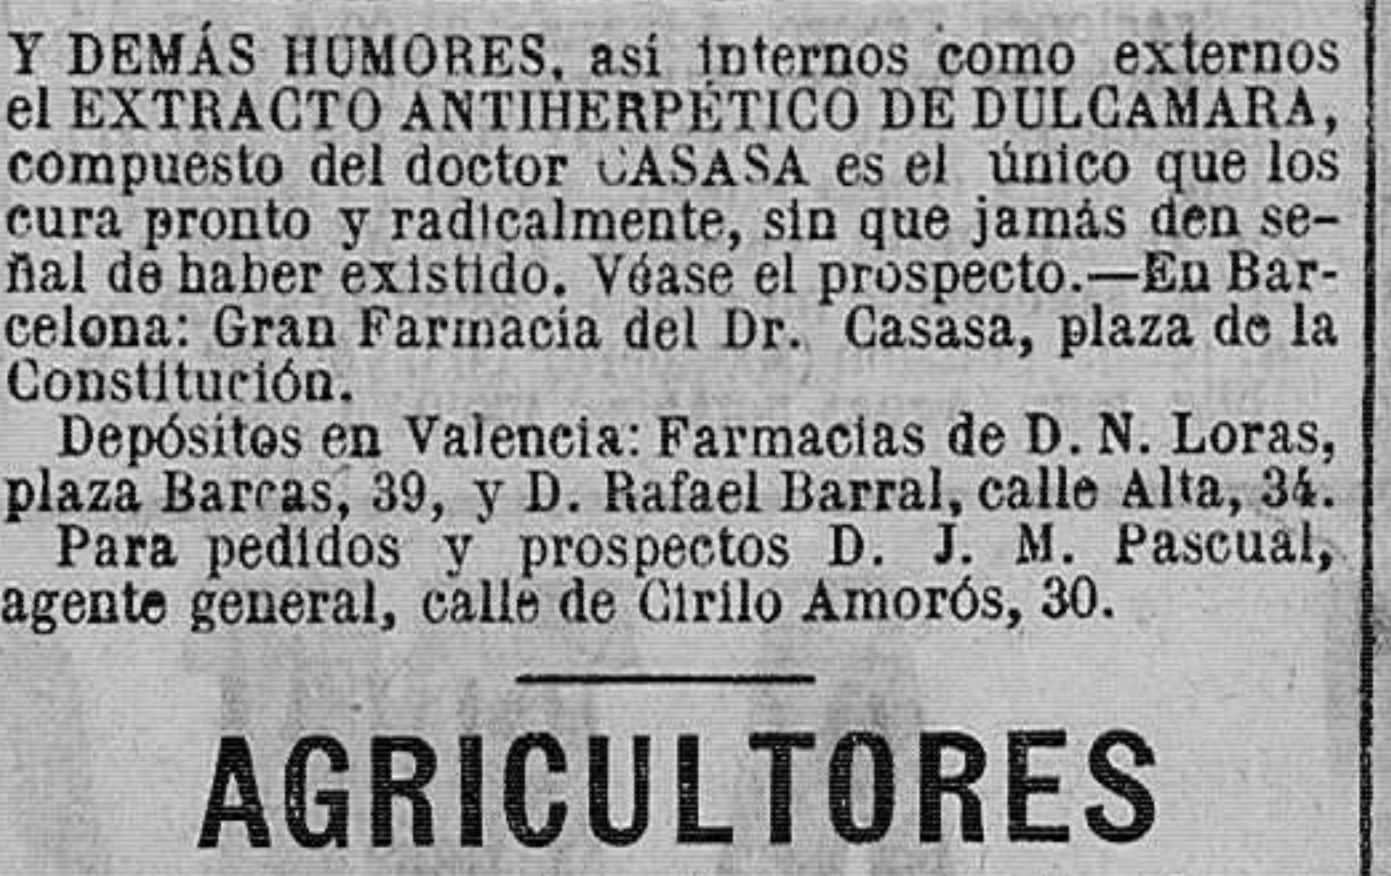 Y DEMÁS HUMORES, así internos como externos
el EXTRACTO ANTIHERPÉTICO DE DULCAMARA,
compuesto del doctor CASASA es el único que los
cura pronto y radicalmente, sin que jamás den se-
ñal de haber existido. Véase el prospecto.—En Bar-
celona: Gran Farmacia del Dr. Casasa, plaza de la
Constitución.
Depósitos en Valencia: Farmacias de D. N. Loras,
plaza Barcas, 39, y D. Rafael Barral, calle Alta, 34.
Para pedidos y prospectos D. J. M. Pascual,
agente general, calle de Cirilo Amorós, 30.
AGRICULTORES